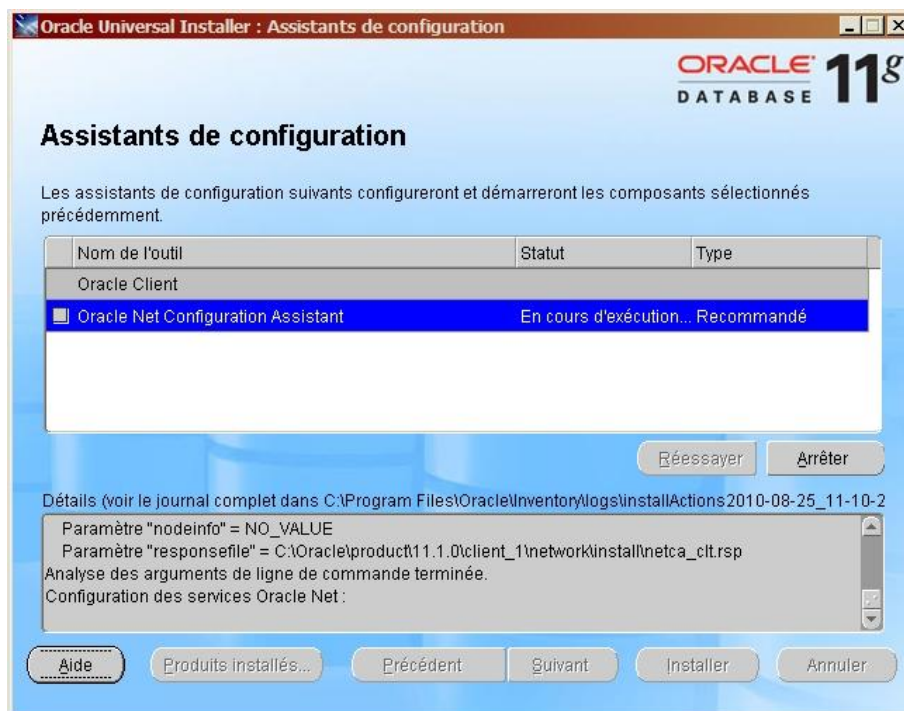 Oracle Universal Installer : Assistants de configuration
ORACLE 11g
DATABASE
Assistants de configuration
Les assistants de configuration suivants configureront et démarreront les composants sélectionnés
précédemment.
Nom de l'outil Statut Type
Oracle Client
Oracle Net Configuration Assistant En cours d'exécution... Recommandé
Réessayer Arrêter
Détails (voir le journal complet dans C:\Program Files\Oracle\Inventory\logs\installActions2010-08-25_11-10-2
Paramètre "nodeinfo" = NO_VALUE
Paramètre "responsefile" = C:\Oracle\product\11.1.0\client_1\network\install\netca_clt.rsp
Analyse des arguments de ligne de commande terminée.
Configuration des services Oracle Net :
Aide Produits installés... Précédent Suivant Installer Annuler